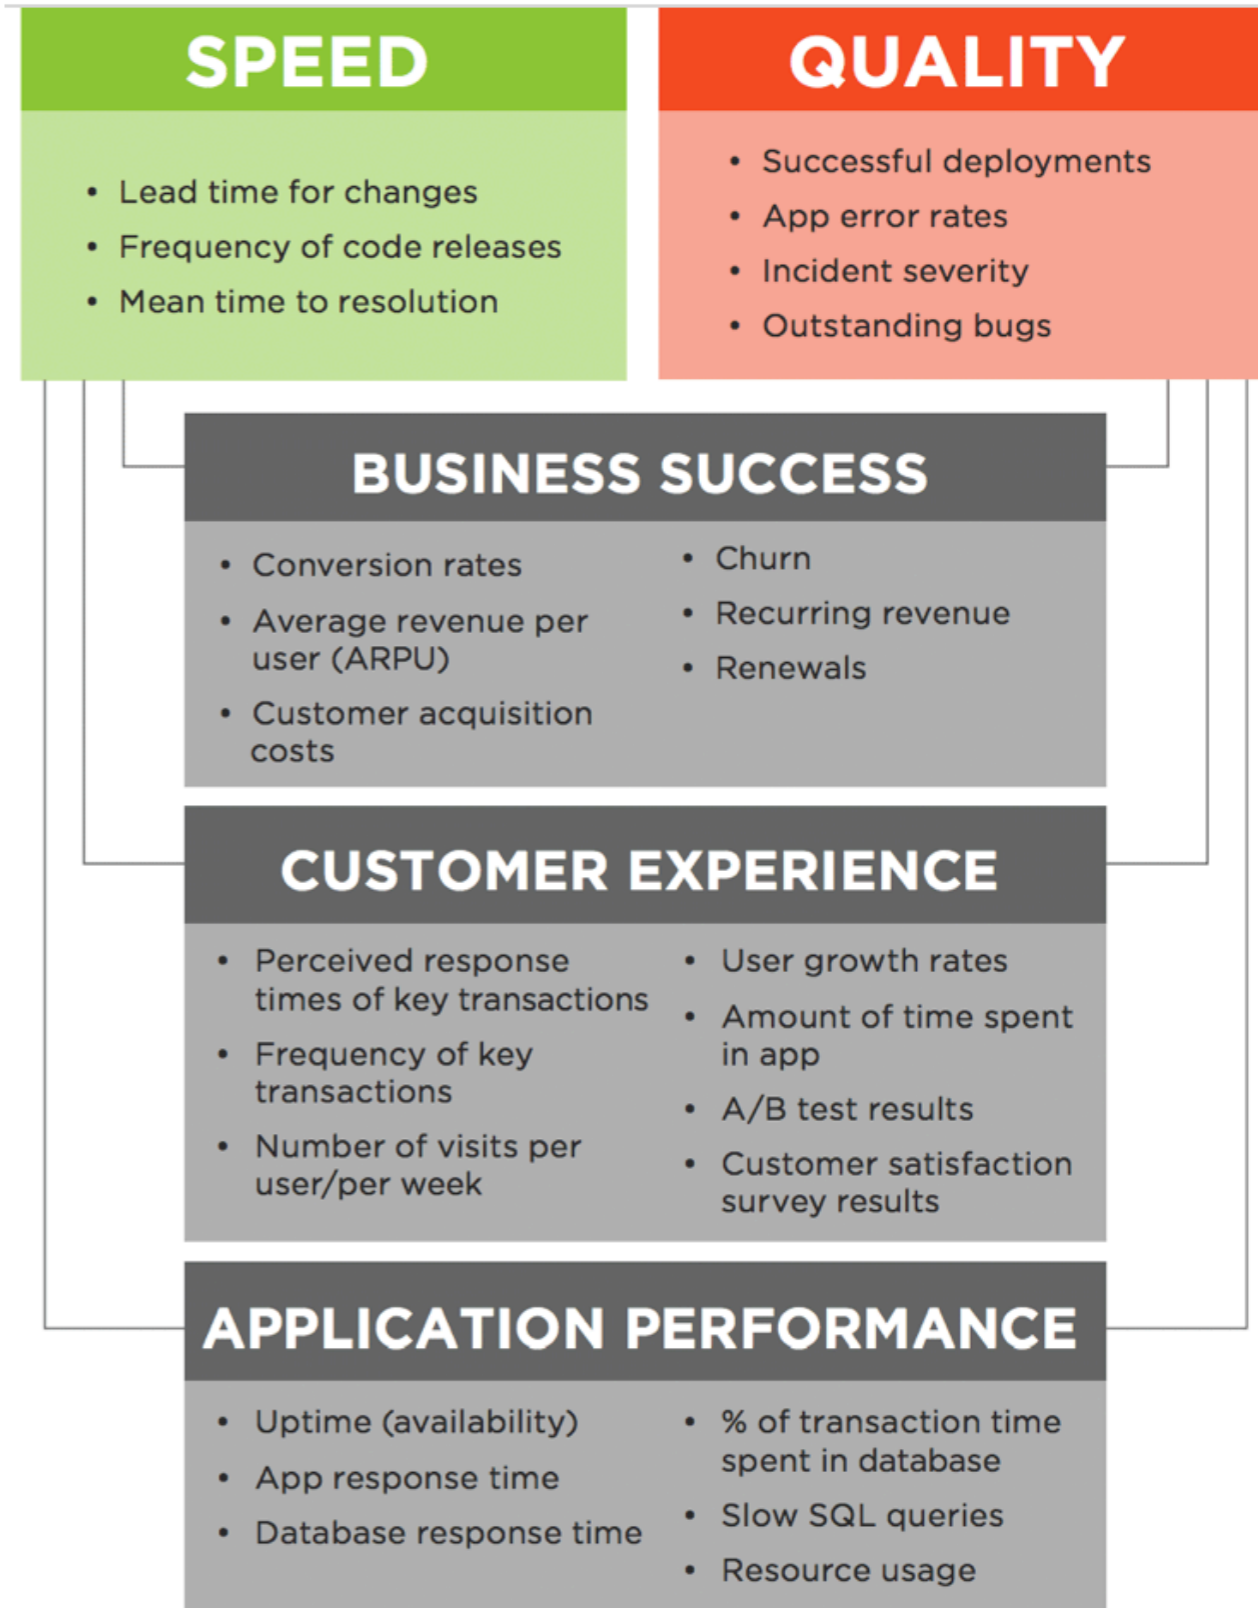 SPEED
• Lead time for changes
• Frequency of code releases
• Mean time to resolution
QUALITY
• Successful deployments
• App error rates
• Incident severity
• Outstanding bugs
BUSINESS SUCCESS
• Conversion rates
• Average revenue per
user (ARPU)
• Customer acquisition
costs
• Churn
• Recurring revenue
• Renewals
CUSTOMER EXPERIENCE
• Perceived response
times of key transactions
• Frequency of key
transactions
• Number of visits per
user/per week
• User growth rates
• Amount of time spent
in app
• A/B test results
• Customer satisfaction
survey results
APPLICATION PERFORMANCE
• Uptime (availability)
• App response time
• Database response time
• % of transaction time
spent in database
• Slow SQL queries
• Resource usage